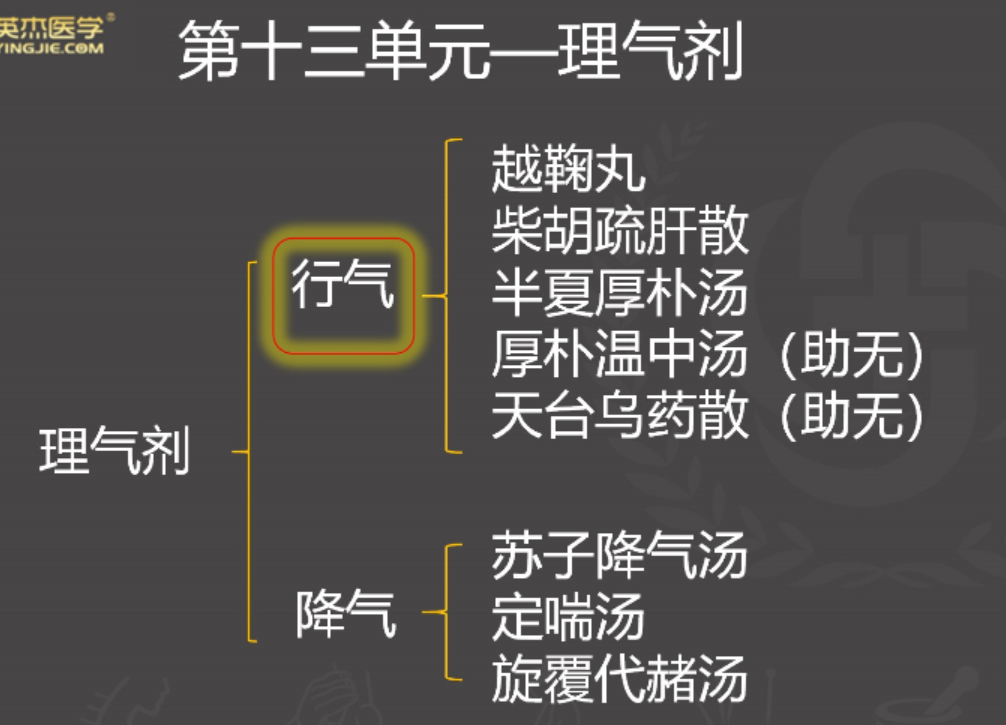 英杰医学®
YINGJIE.COM
第十三单元—理气剂
理气剂
行气
越鞠丸
柴胡疏肝散
半夏厚朴汤
厚朴温中汤（助无）
天台乌药散（助无）
降气
苏子降气汤
定喘汤
旋覆代赭汤